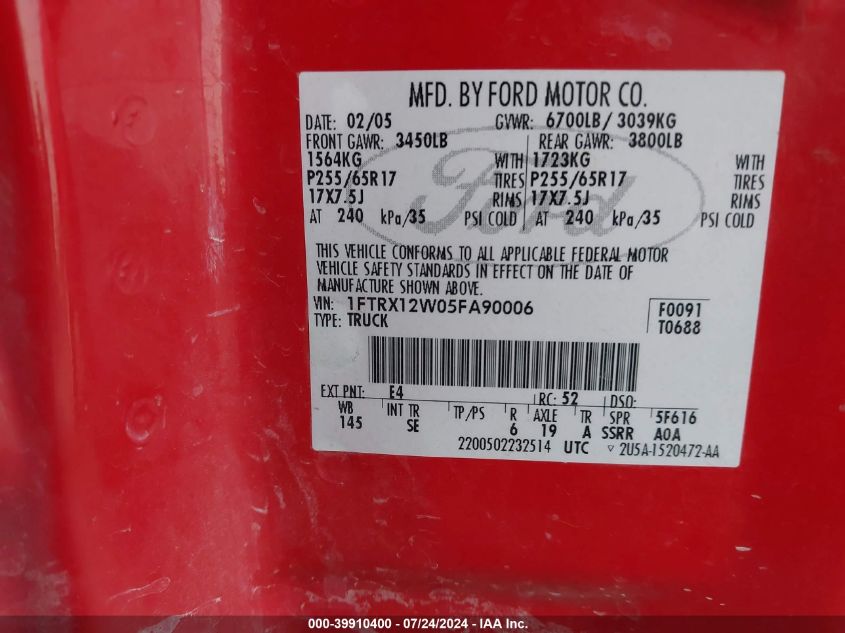 MFD. BY FORD MOTOR CO.
DATE: 02/05 GVWR: 6700LB/ 3039KG
FRONT GAWR: 3450LB REAR GAWR: 3800LB
1564KG WITH 1723KG WITH
P255/65R17 TIRES P255/65R17 TIRES
17X7.5J RIMS 17X7.5J RIMS
AT 240 kPa/35 PSI COLD AT 240 kPa/35 PSI COLD
Ford
THIS VEHICLE CONFORMS TO ALL APPLICABLE FEDERAL MOTOR
VEHICLE SAFETY STANDARDS IN EFFECT ON THE DATE OF
MANUFACTURE SHOWN ABOVE.
VIN: 1FTRX12W05FA90006 F0091
TYPE: TRUCK T0688
EXT PNT: E4 RC: 52 DSO:
WB INT TR TP/PS R AXLE TR SPR 5F616
145 SE 6 19 A SSRR A0A
2200502232514 UTC ▽ 2U5A-1520472-AA
000-39910400 - 07/24/2024 - IAA Inc.